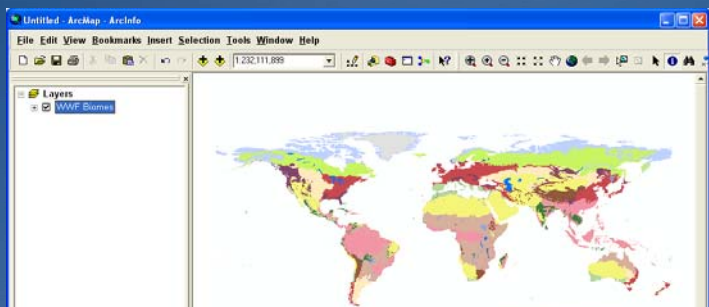 Untitled - ArcMap - ArcInfo
File Edit View Bookmarks Insert Selection Tools Window Help
1:232,111,899
Layers
WWF Biomes